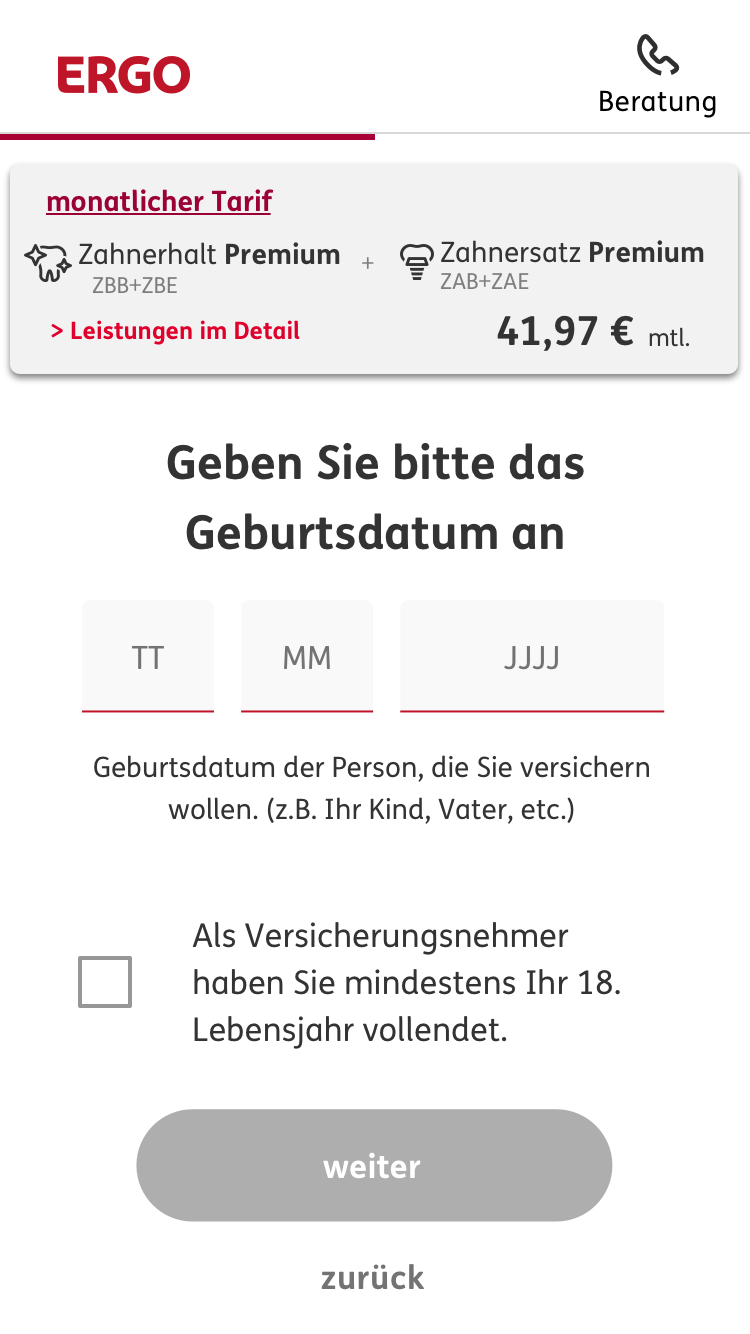 ERGO
Beratung
monatlicher Tarif
Zahnerhalt Premium + Zahnersatz Premium
ZBB+ZBE ZAB+ZAE
> Leistungen im Detail 41,97 € mtl.
Geben Sie bitte das
Geburtsdatum an
TT MM JJJJ
Geburtsdatum der Person, die Sie versichern
wollen. (z.B. Ihr Kind, Vater, etc.)
Als Versicherungsnehmer
haben Sie mindestens Ihr 18.
Lebensjahr vollendet.
weiter
zurück